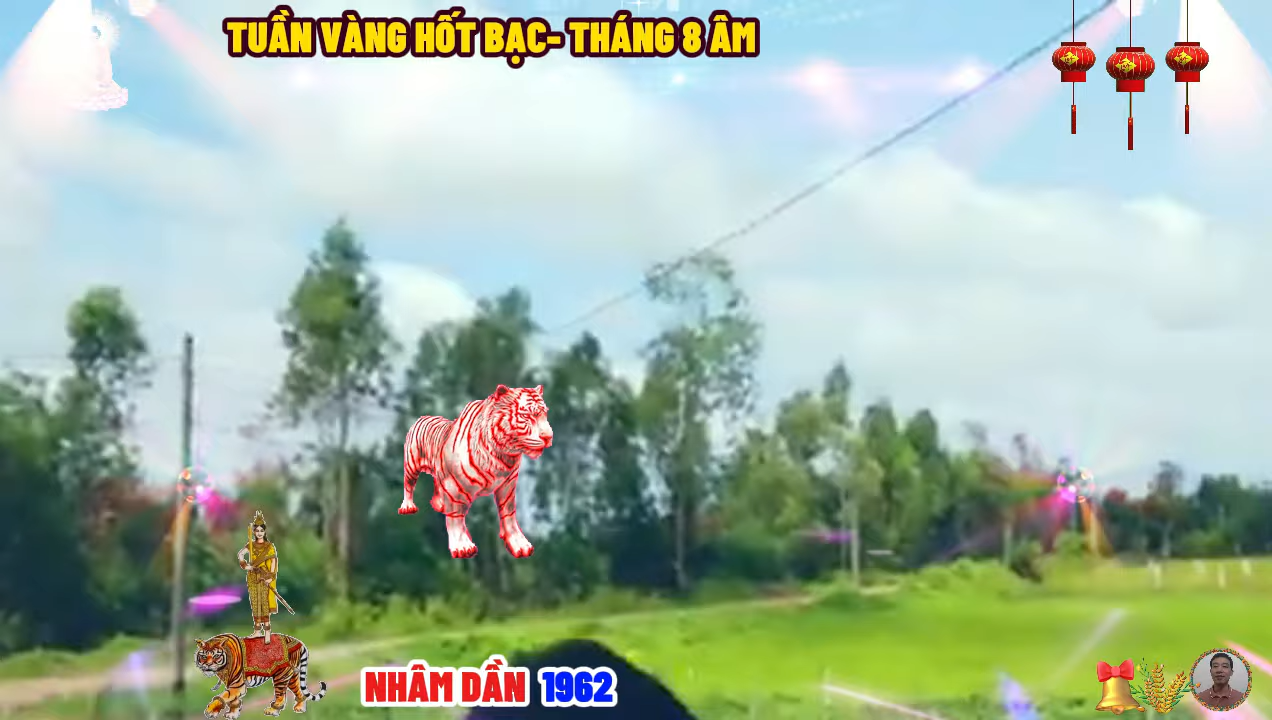 TUẦN VÀNG HỐT BẠC- THÁNG 8 ÂM
NHÂM DẦN 1962